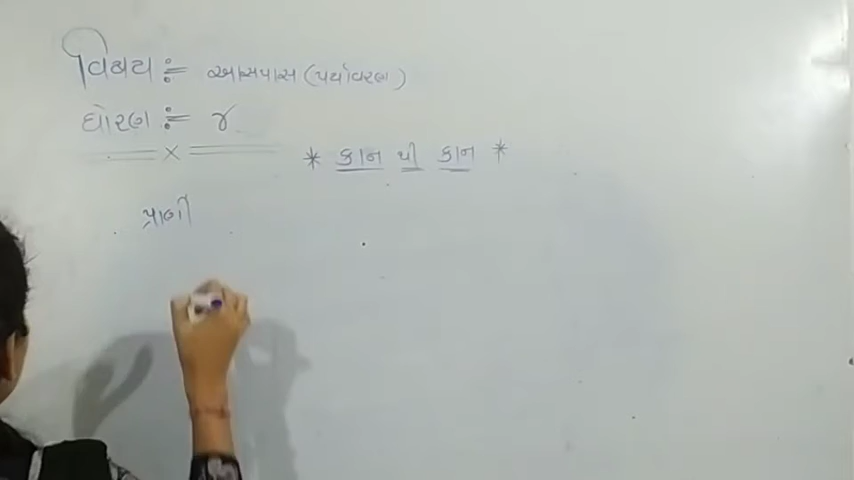 વિષય := આસપાસ (પર્યાવરણ)
ધોરણ := ૪
* કાન થી કાન *
પ્રાણી